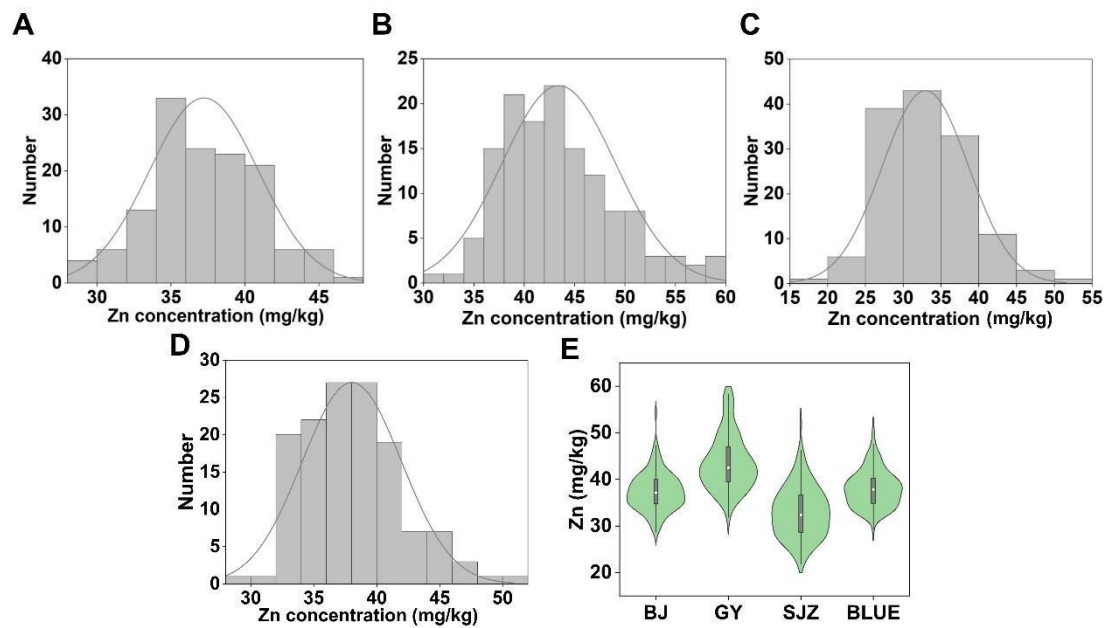 A
B
C
40
30
20
10
0
Number
30 35 40 45
Zn concentration (mg/kg)
25
20
15
10
5
0
Number
30 35 40 45 50 55 60
Zn concentration (mg/kg)
50
40
30
20
10
0
Number
15 20 25 30 35 40 45 50 55
Zn concentration (mg/kg)
D
E
30
25
20
15
10
5
0
Number
30 35 40 45 50
Zn concentration (mg/kg)
60
50
40
30
20
Zn (mg/kg)
BJ GY SJZ BLUE